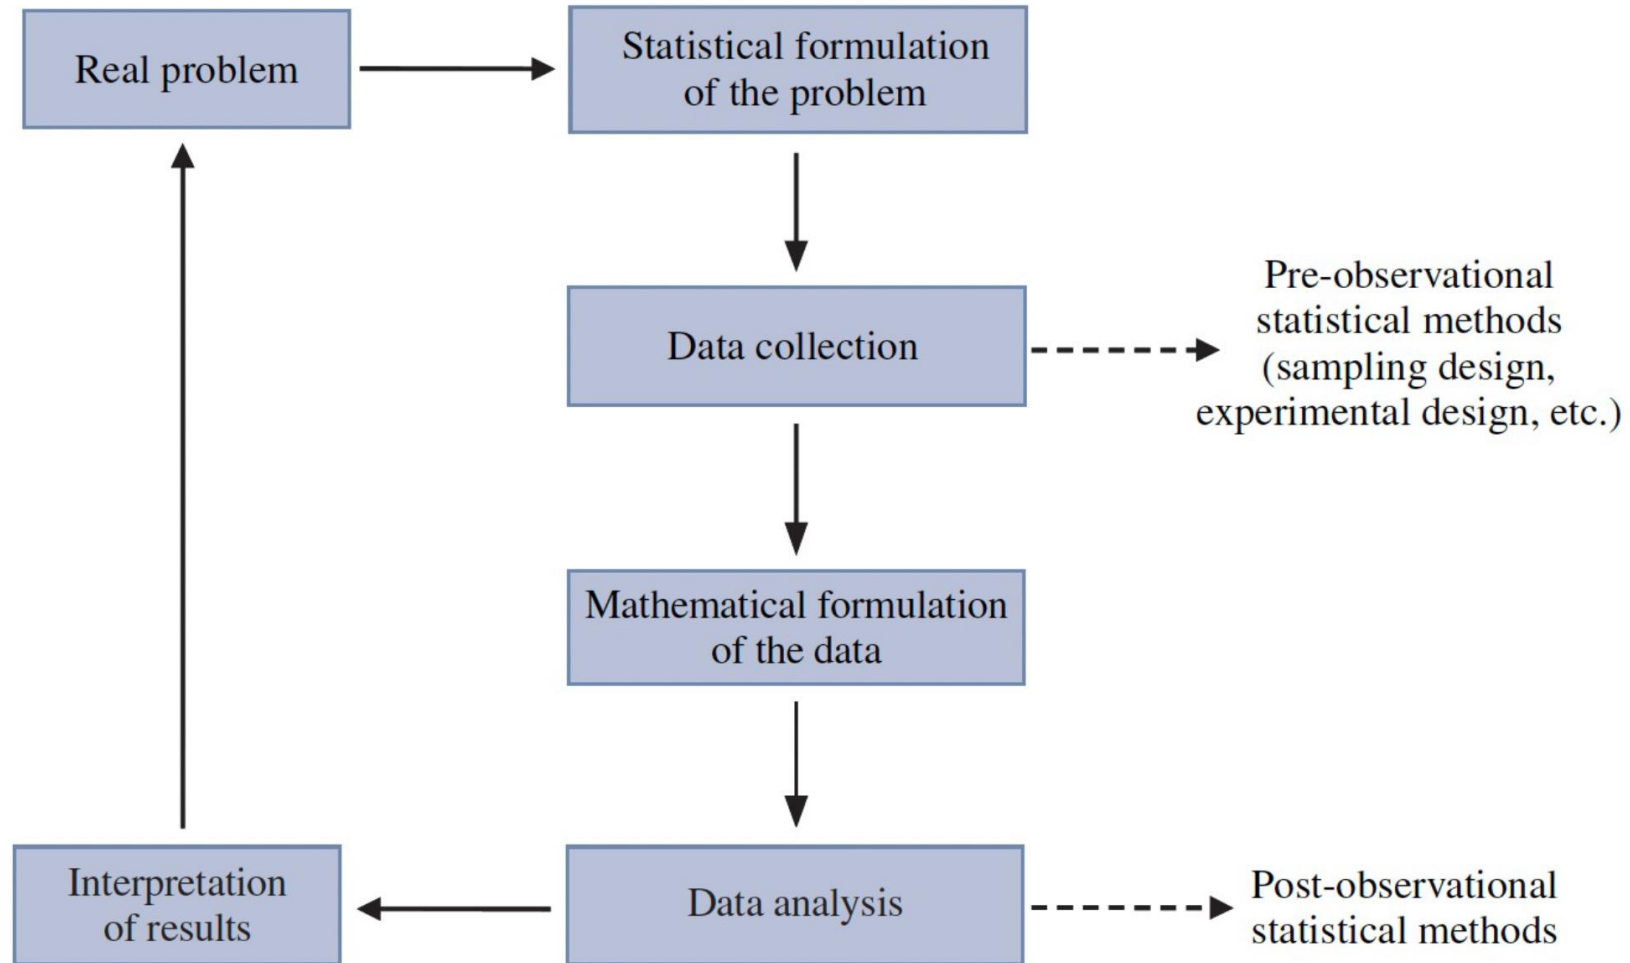 Real problem
Statistical formulation
of the problem
Data collection
Pre-observational
statistical methods
(sampling design,
experimental design, etc.)
Mathematical formulation
of the data
Interpretation
of results
Data analysis
Post-observational
statistical methods